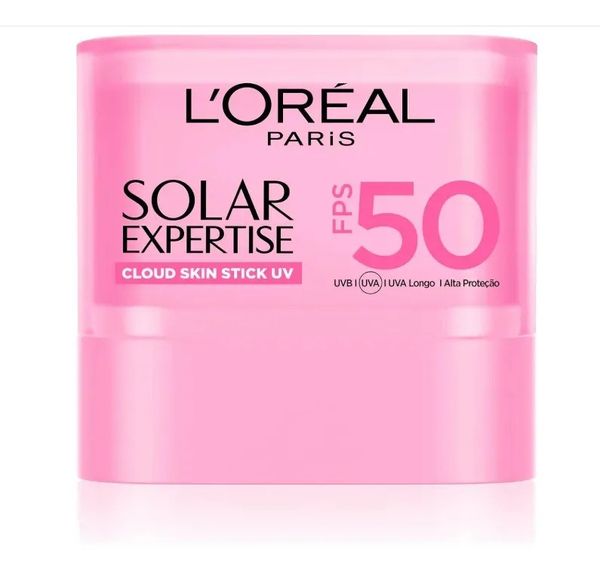 L'ORÉAL
PARiS
SOLAR
EXPERTISE
CLOUD SKIN STICK UV
FPS 50
UVB I UVA I UVA Longo I Alta Proteção